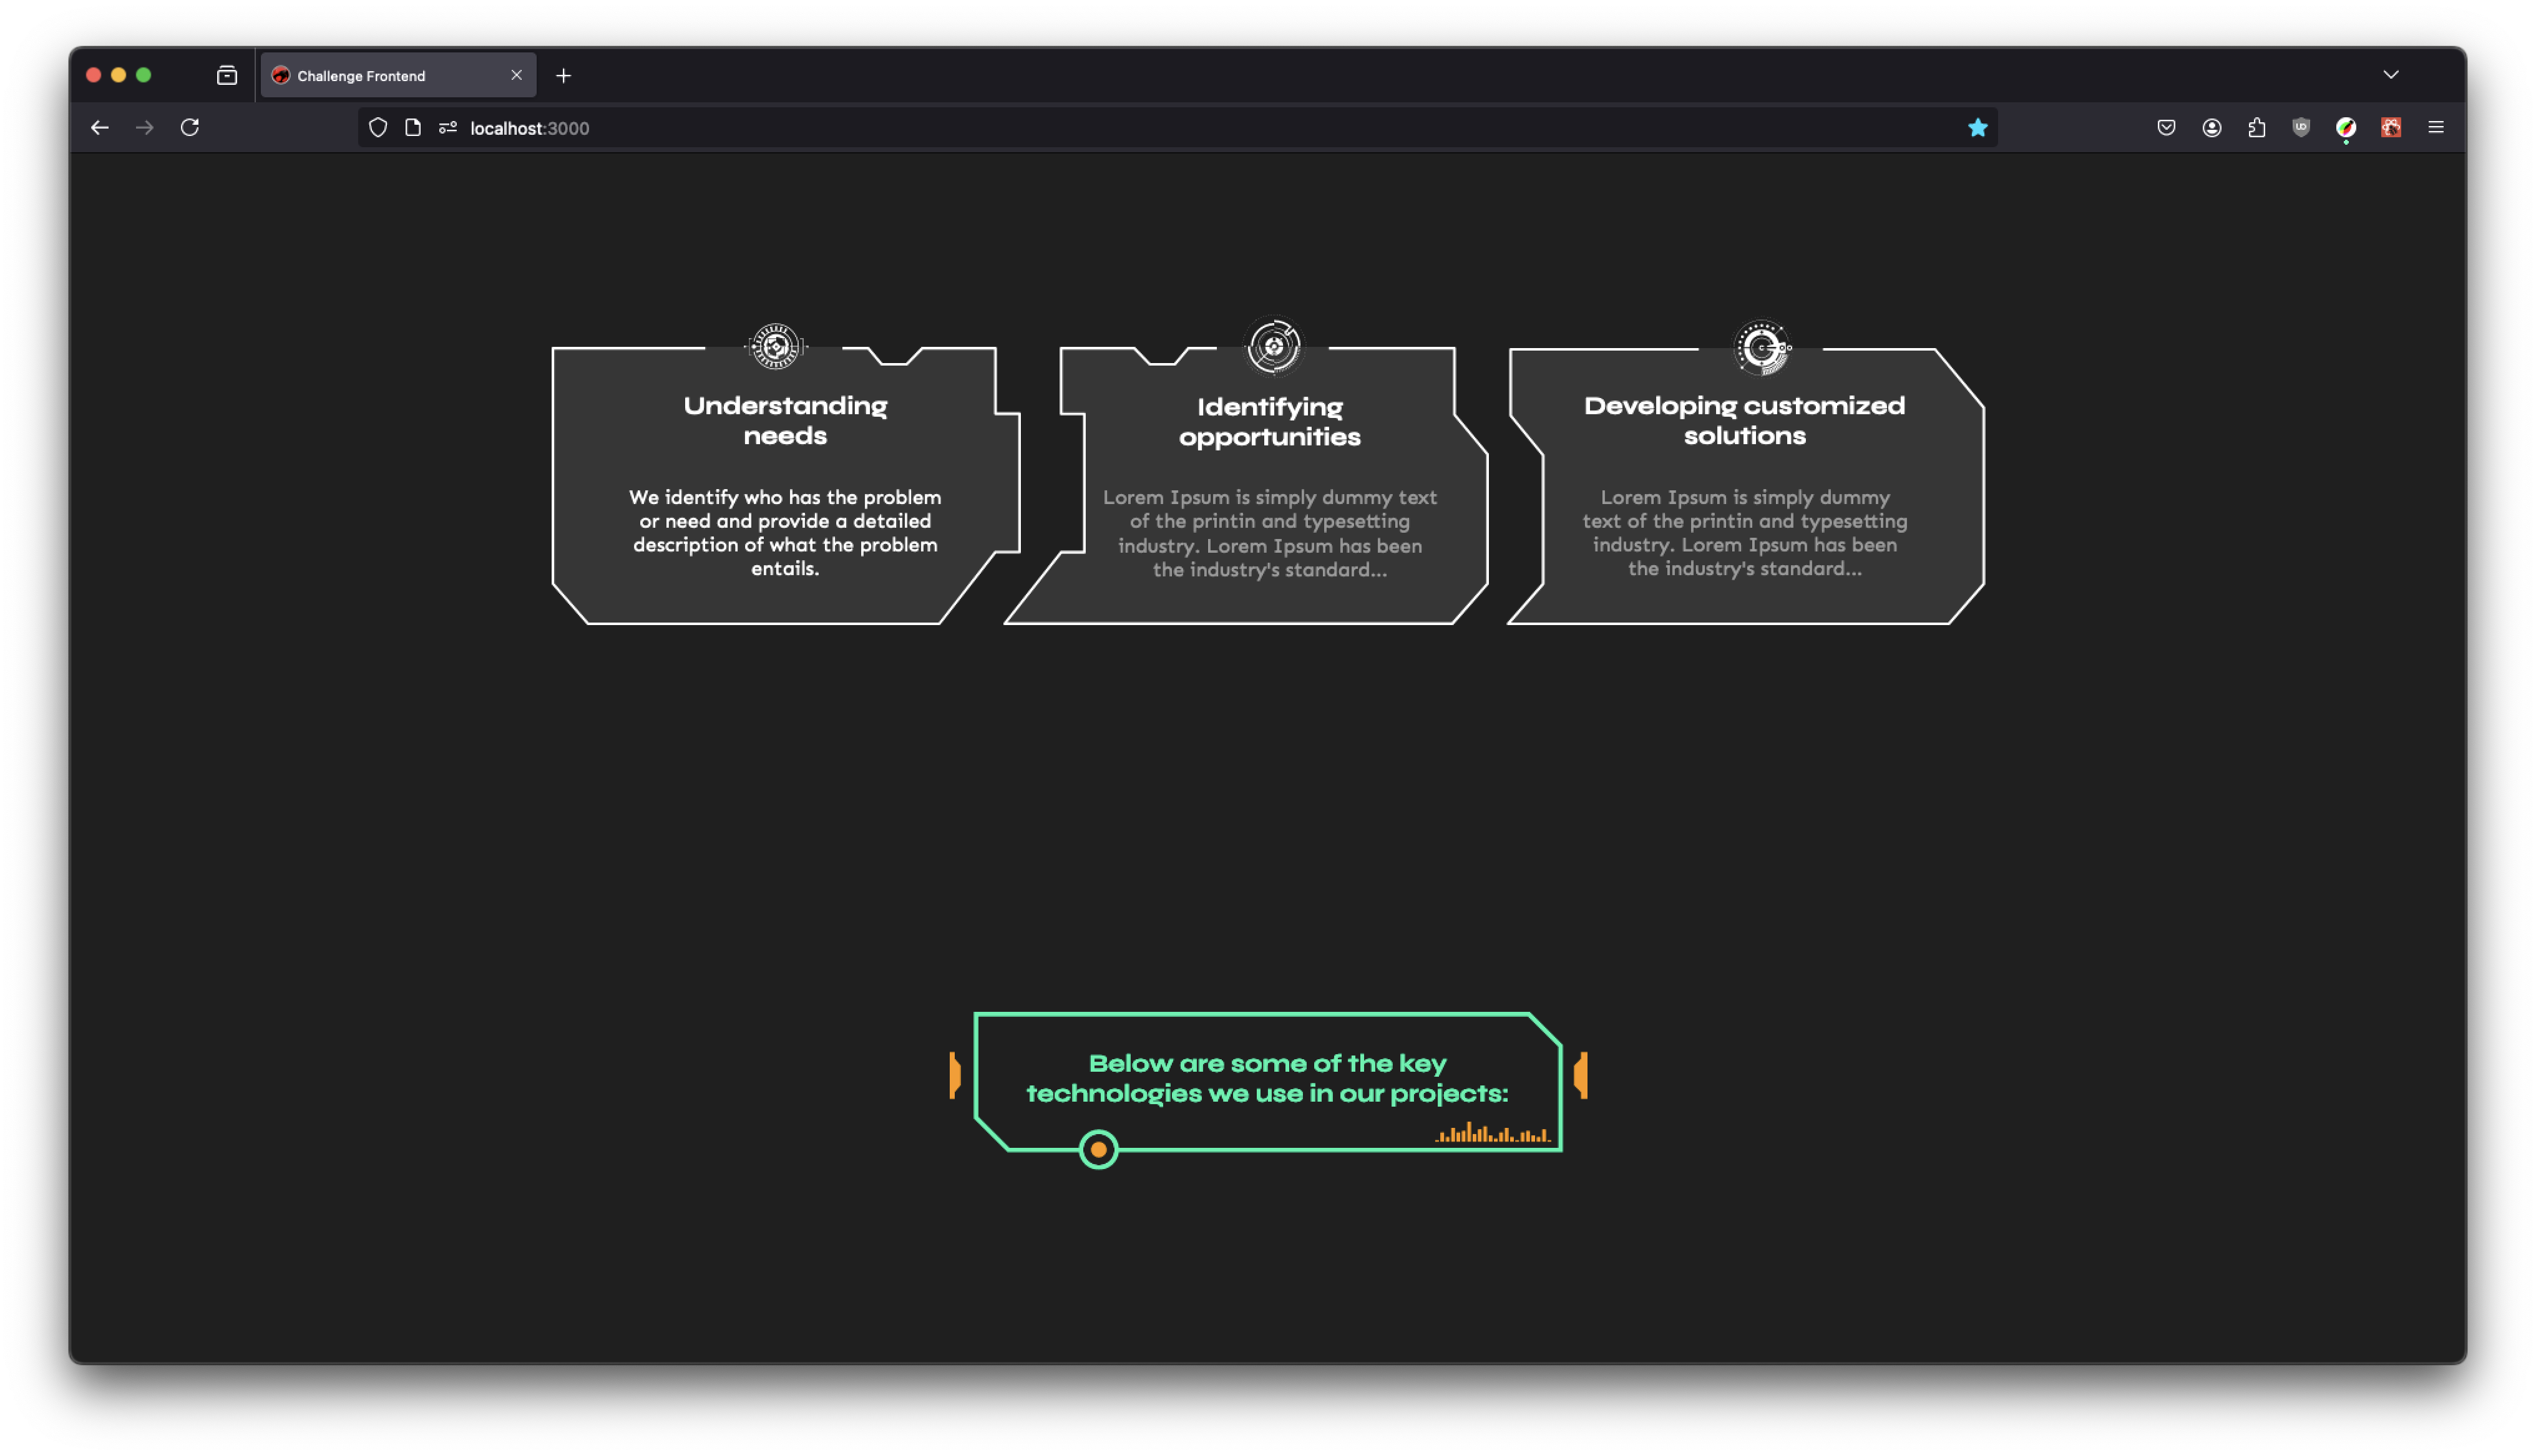 Challenge Frontend
localhost:3000
Understanding
needs
We identify who has the problem
or need and provide a detailed
description of what the problem
entails.
Identifying
opportunities
Lorem Ipsum is simply dummy text
of the printin and typesetting
industry. Lorem Ipsum has been
the industry's standard...
Developing customized
solutions
Lorem Ipsum is simply dummy
text of the printin and typesetting
industry. Lorem Ipsum has been
the industry's standard...
Below are some of the key
technologies we use in our projects: